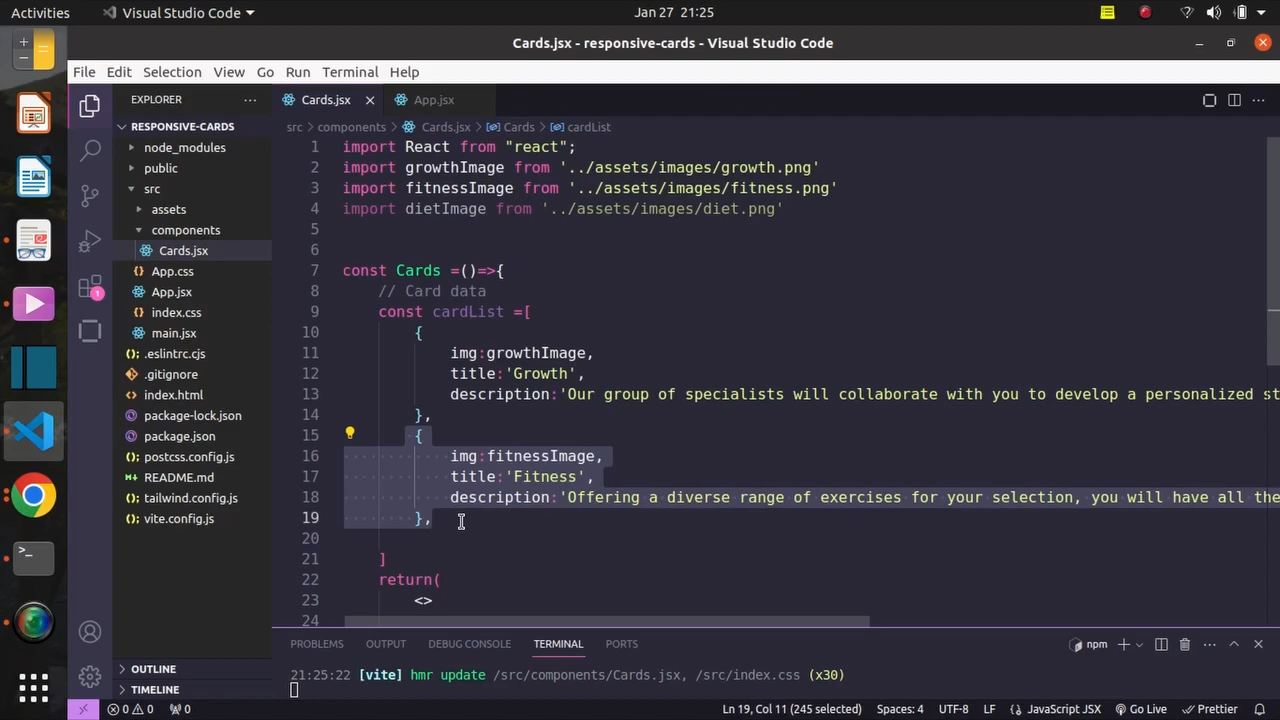 Activities
Visual Studio Code
Jan 27 21:25
Cards.jsx - responsive-cards - Visual Studio Code
File Edit Selection View Go Run Terminal Help
EXPLORER
Cards.jsx
App.jsx
RESPONSIVE-CARDS
src components Cards.jsx Cards cardList
node_modules
public
src
assets
components
Cards.jsx
App.css
App.jsx
index.css
main.jsx
.eslintrc.cjs
.gitignore
index.html
package-lock.json
package.json
postcss.config.js
README.md
tailwind.config.js
vite.config.js
OUTLINE
TIMELINE
1
1 import React from "react";
2 import growthImage from '../assets/images/growth.png'
3 import fitnessImage from '../assets/images/fitness.png'
4 import dietImage from '../assets/images/diet.png'
5
6
7 const Cards =()=>{
8 // Card data
9 const cardList =[
10 {
11 img:growthImage,
12 title:'Growth',
13 description:'Our group of specialists will collaborate with you to develop a personalized st
14 },
15 {
16 img:fitnessImage,
17 title:'Fitness',
18 description:'Offering a diverse range of exercises for your selection, you will have all the
19 },
20
21 ]
22 return(
23 <>
24
PROBLEMS OUTPUT DEBUG CONSOLE TERMINAL PORTS
npm
21:25:22 [vite] hmr update /src/components/Cards.jsx, /src/index.css (x30)
0 0 0
Ln 19, Col 11 (245 selected) Spaces: 4 UTF-8 LF JavaScript JSX Go Live Prettier